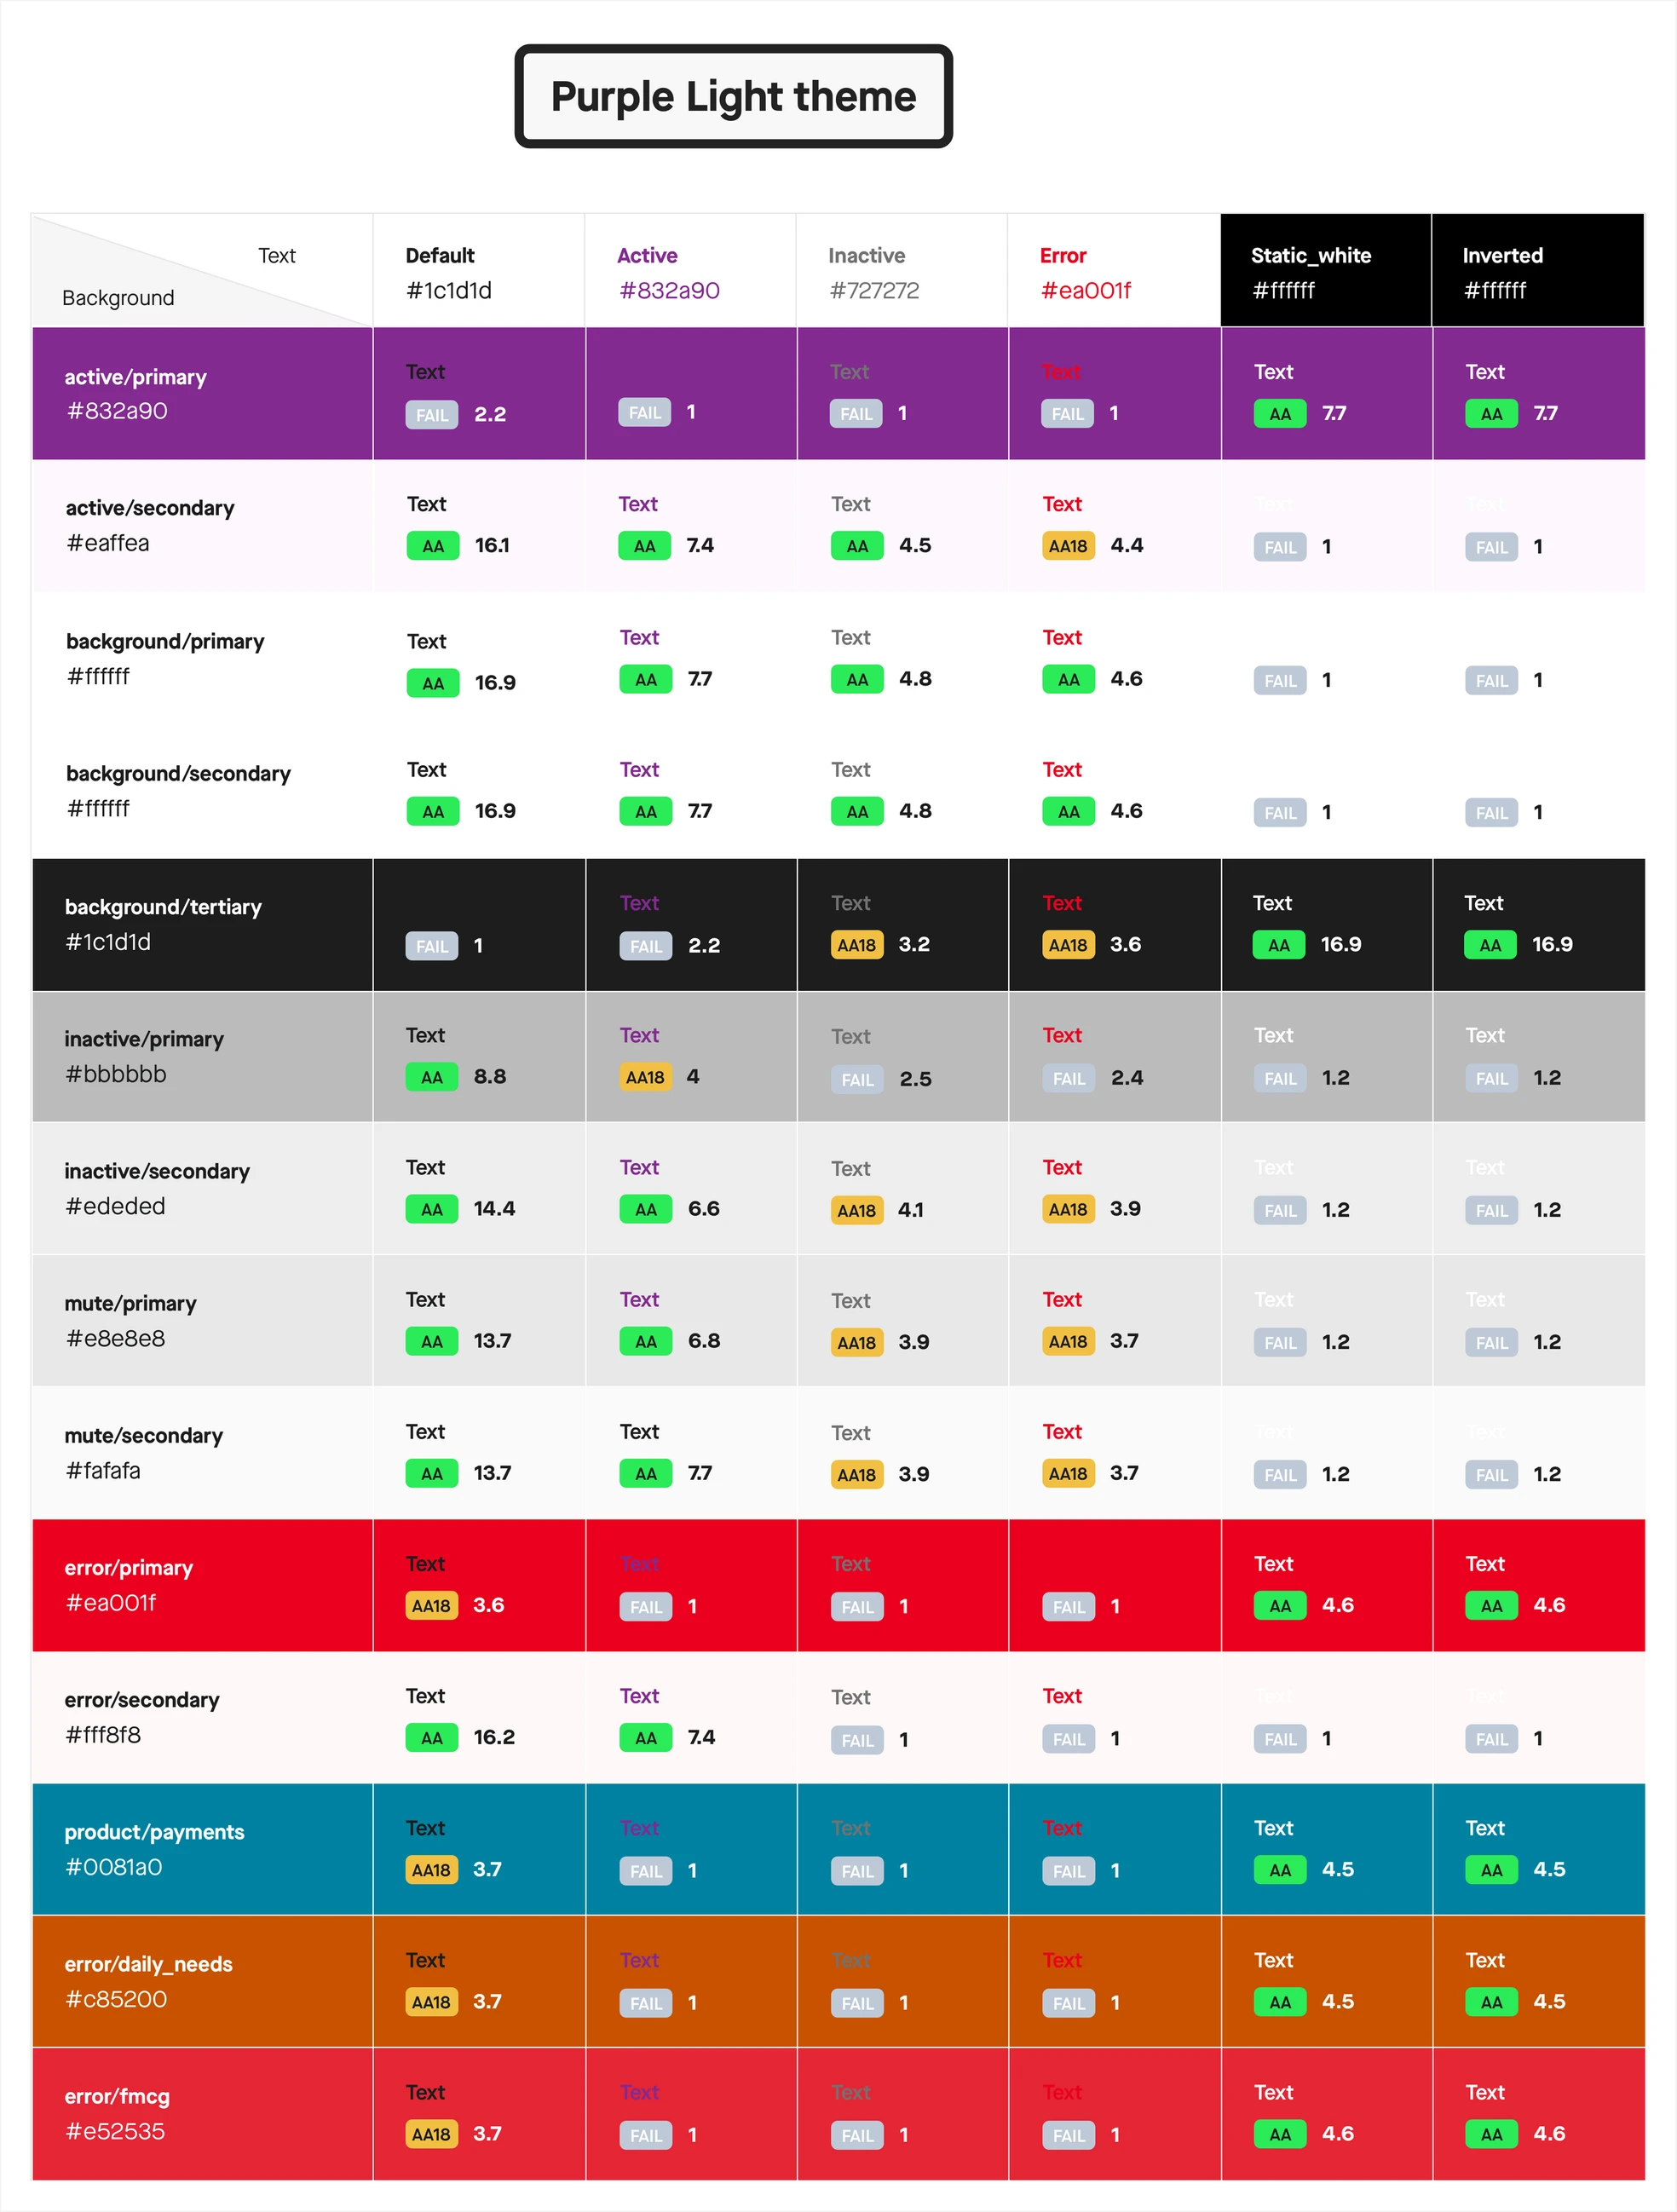 Purple Light theme
Text
Background
Default Active Inactive Error Static_white Inverted
#1c1d1d #832a90 #727272 #ea001f #ffffff #ffffff
active/primary
#832a90
Text Text Text Text Text
FAIL 2.2 FAIL 1 FAIL 1 FAIL 1 AA 7.7 AA 7.7
active/secondary
#eaffea
Text Text Text Text Text Text
AA 16.1 AA 7.4 AA 4.5 AA18 4.4 FAIL 1 FAIL 1
background/primary
#ffffff
Text Text Text Text
AA 16.9 AA 7.7 AA 4.8 AA 4.6 FAIL 1 FAIL 1
background/secondary
#ffffff
Text Text Text Text
AA 16.9 AA 7.7 AA 4.8 AA 4.6 FAIL 1 FAIL 1
background/tertiary
#1c1d1d
Text Text Text Text Text
FAIL 1 FAIL 2.2 AA18 3.2 AA18 3.6 AA 16.9 AA 16.9
inactive/primary
#bbbbbb
Text Text Text Text Text Text
AA 8.8 AA18 4 FAIL 2.5 FAIL 2.4 FAIL 1.2 FAIL 1.2
inactive/secondary
#ededed
Text Text Text Text Text Text
AA 14.4 AA 6.6 AA18 4.1 AA18 3.9 FAIL 1.2 FAIL 1.2
mute/primary
#e8e8e8
Text Text Text Text Text Text
AA 13.7 AA 6.8 AA18 3.9 AA18 3.7 FAIL 1.2 FAIL 1.2
mute/secondary
#fafafa
Text Text Text Text Text Text
AA 13.7 AA 7.7 AA18 3.9 AA18 3.7 FAIL 1.2 FAIL 1.2
error/primary
#ea001f
Text Text Text Text Text
AA18 3.6 FAIL 1 FAIL 1 FAIL 1 AA 4.6 AA 4.6
error/secondary
#fff8f8
Text Text Text Text Text Text
AA 16.2 AA 7.4 FAIL 1 FAIL 1 FAIL 1 FAIL 1
product/payments
#0081a0
Text Text Text Text Text Text
AA18 3.7 FAIL 1 FAIL 1 FAIL 1 AA 4.5 AA 4.5
error/daily_needs
#c85200
Text Text Text Text Text Text
AA18 3.7 FAIL 1 FAIL 1 FAIL 1 AA 4.5 AA 4.5
error/fmcg
#e52535
Text Text Text Text Text Text
AA18 3.7 FAIL 1 FAIL 1 FAIL 1 AA 4.6 AA 4.6